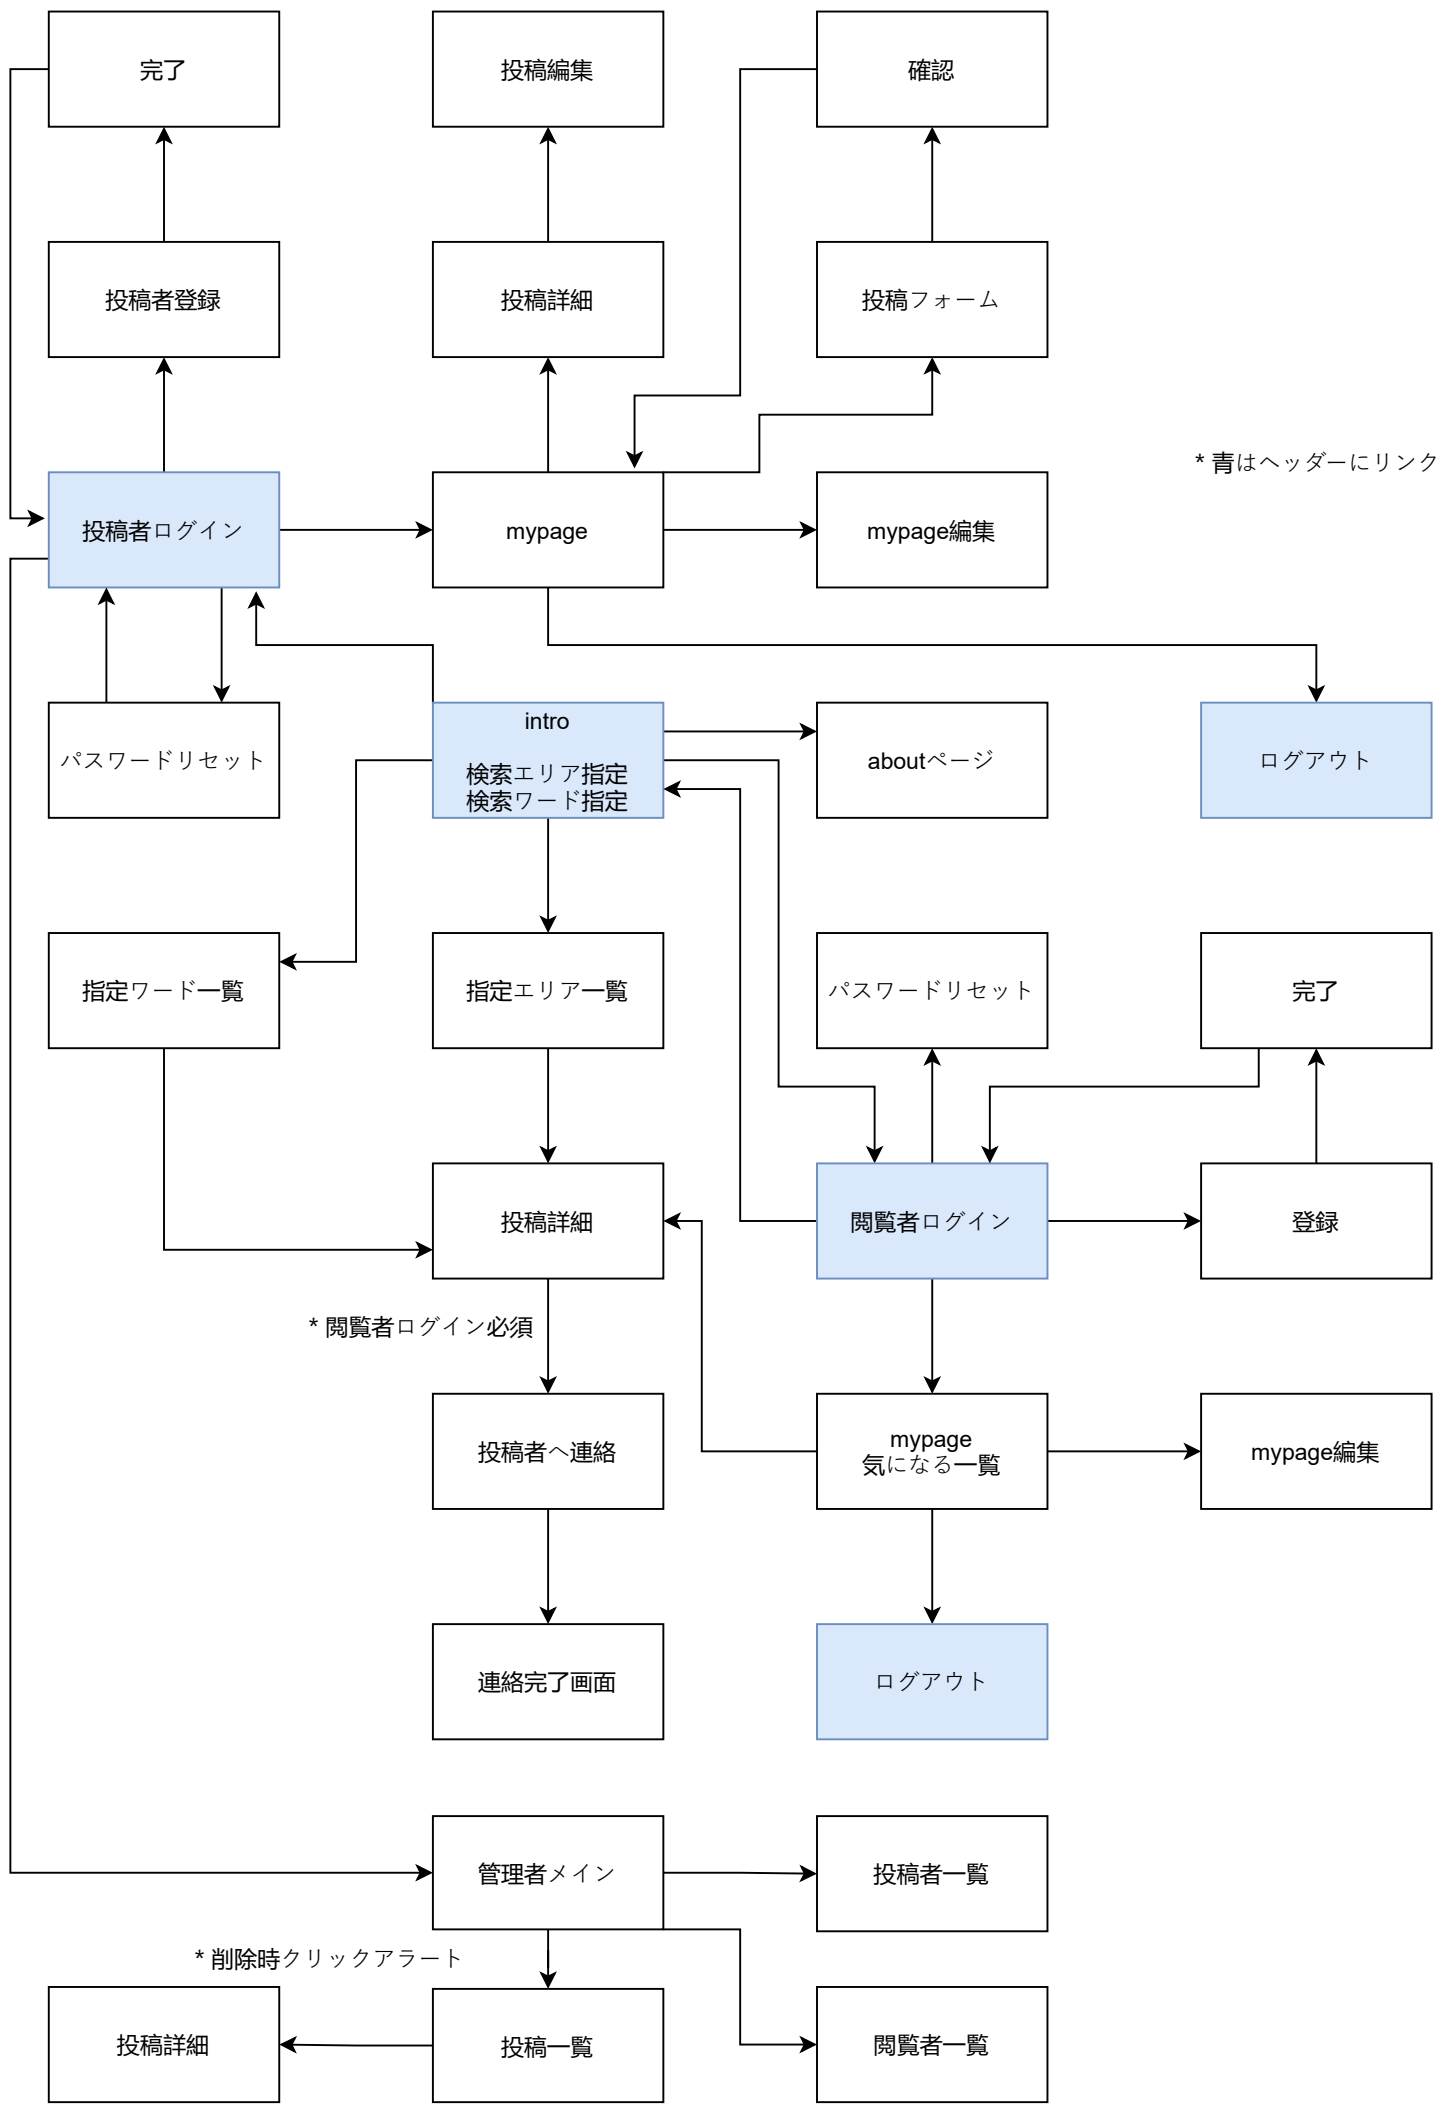 完了
投稿編集
確認
投稿者登録
投稿詳細
投稿フォーム
* 青はヘッダーにリンク
投稿者ログイン
mypage
mypage編集
パスワードリセット
intro
検索エリア指定
検索ワード指定
aboutページ
ログアウト
指定ワード一覧
指定エリア一覧
パスワードリセット
完了
投稿詳細
閲覧者ログイン
登録
* 閲覧者ログイン必須
投稿者へ連絡
mypage
気になる一覧
mypage編集
連絡完了画面
ログアウト
管理者メイン
投稿者一覧
* 削除時クリックアラート
投稿詳細
投稿一覧
閲覧者一覧